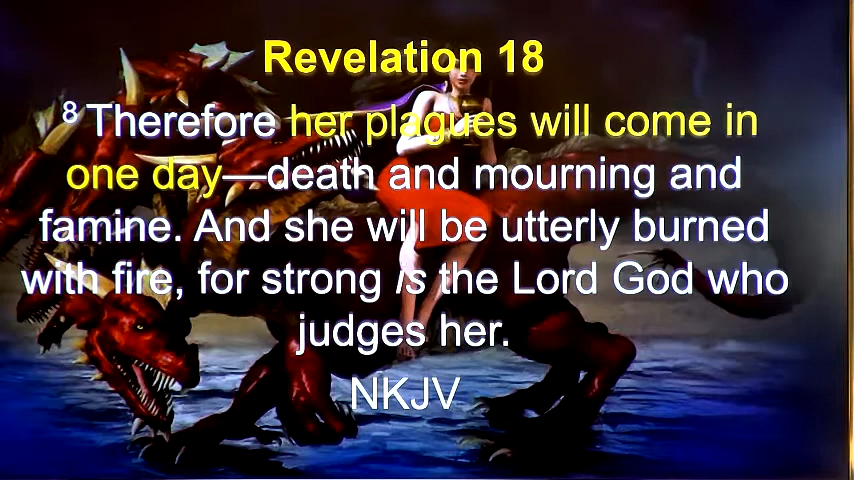 Revelation 18
8 Therefore her plagues will come in
one day—death and mourning and
famine. And she will be utterly burned
with fire, for strong is the Lord God who
judges her.
NKJV